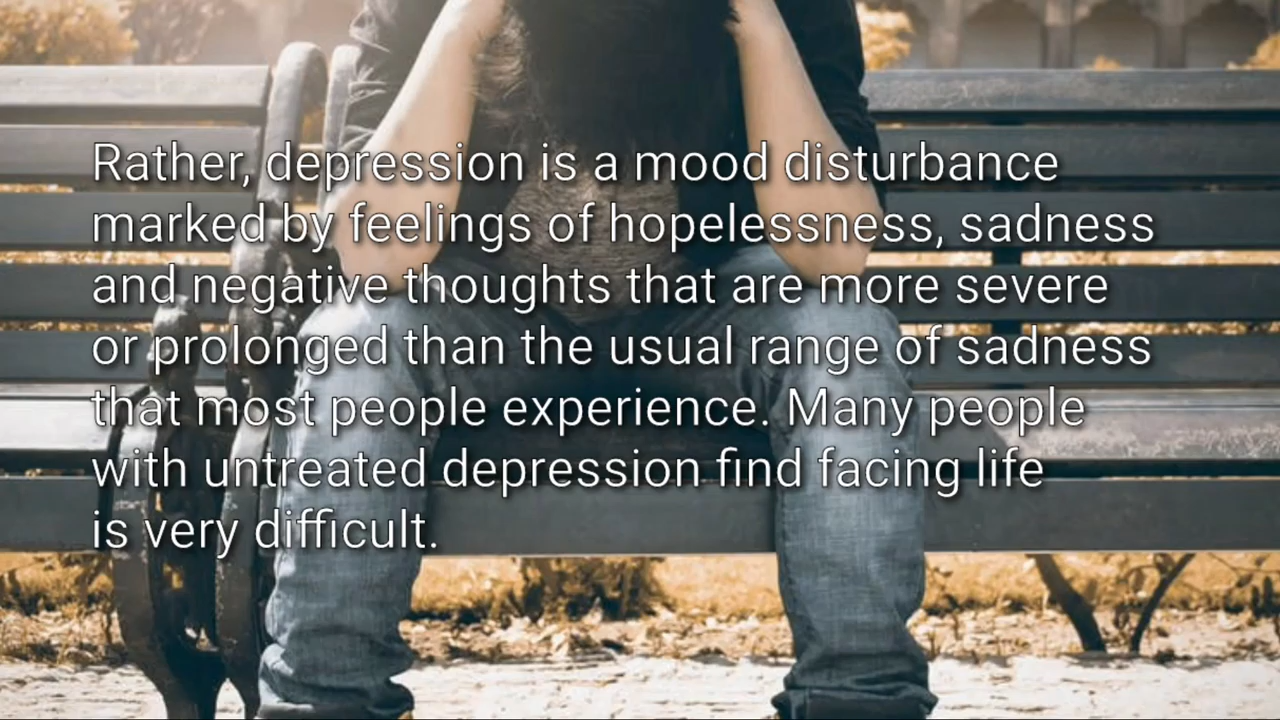 Rather, depression is a mood disturbance
marked by feelings of hopelessness, sadness
and negative thoughts that are more severe
or prolonged than the usual range of sadness
that most people experience. Many people
with untreated depression find facing life
is very difficult.